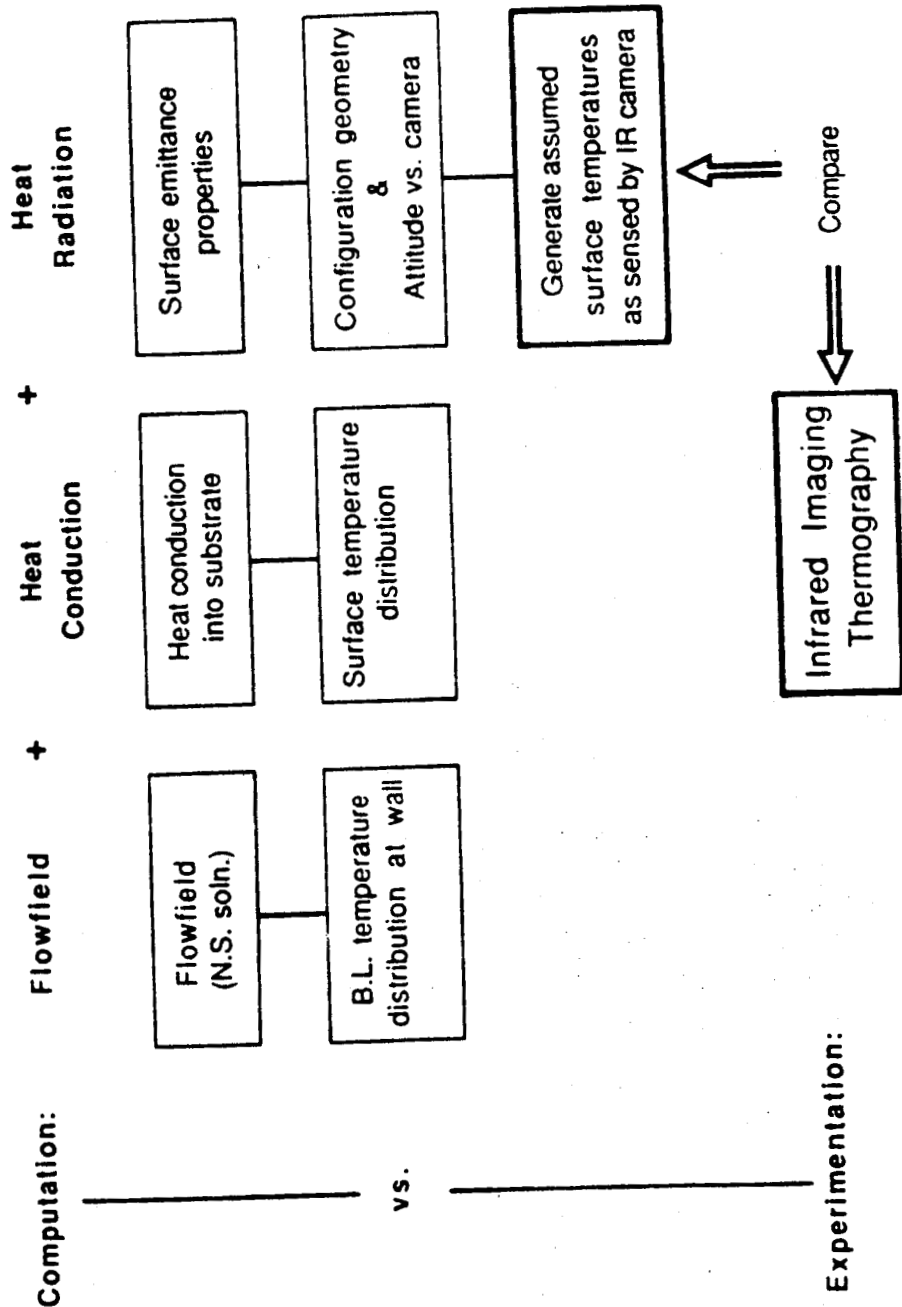 Computation:
Flowfield
+
Heat
Conduction
+
Heat
Radiation
Flowfield
(N.S. soln.)
B.L. temperature
distribution at wall
Heat conduction
into substrate
Surface temperature
distribution
Surface emittance
properties
Configuration geometry
&
Attitude vs. camera
Generate assumed
surface temperatures
as sensed by IR camera
vs.
Experimentation:
Infrared Imaging
Thermography
Compare